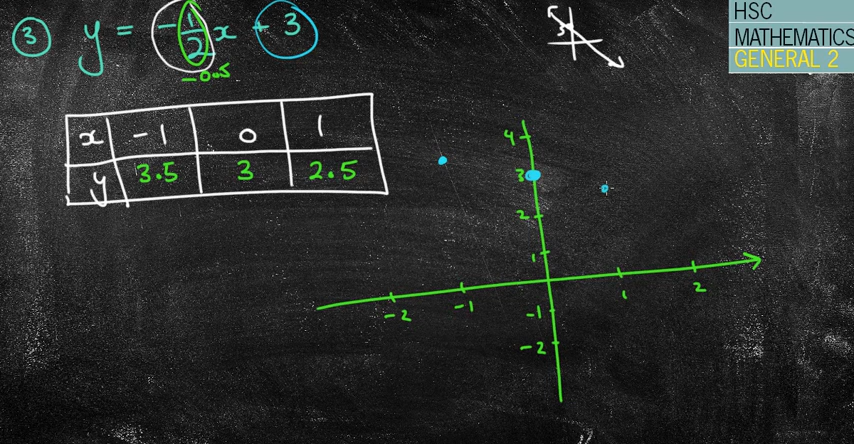 ③ y = -1/2 x + 3
-0.5
3
HSC
MATHEMATICS
GENERAL 2
x -1 0 1
y 3.5 3 2.5
4
3
2
1
-2 -1 1 2
-1
-2